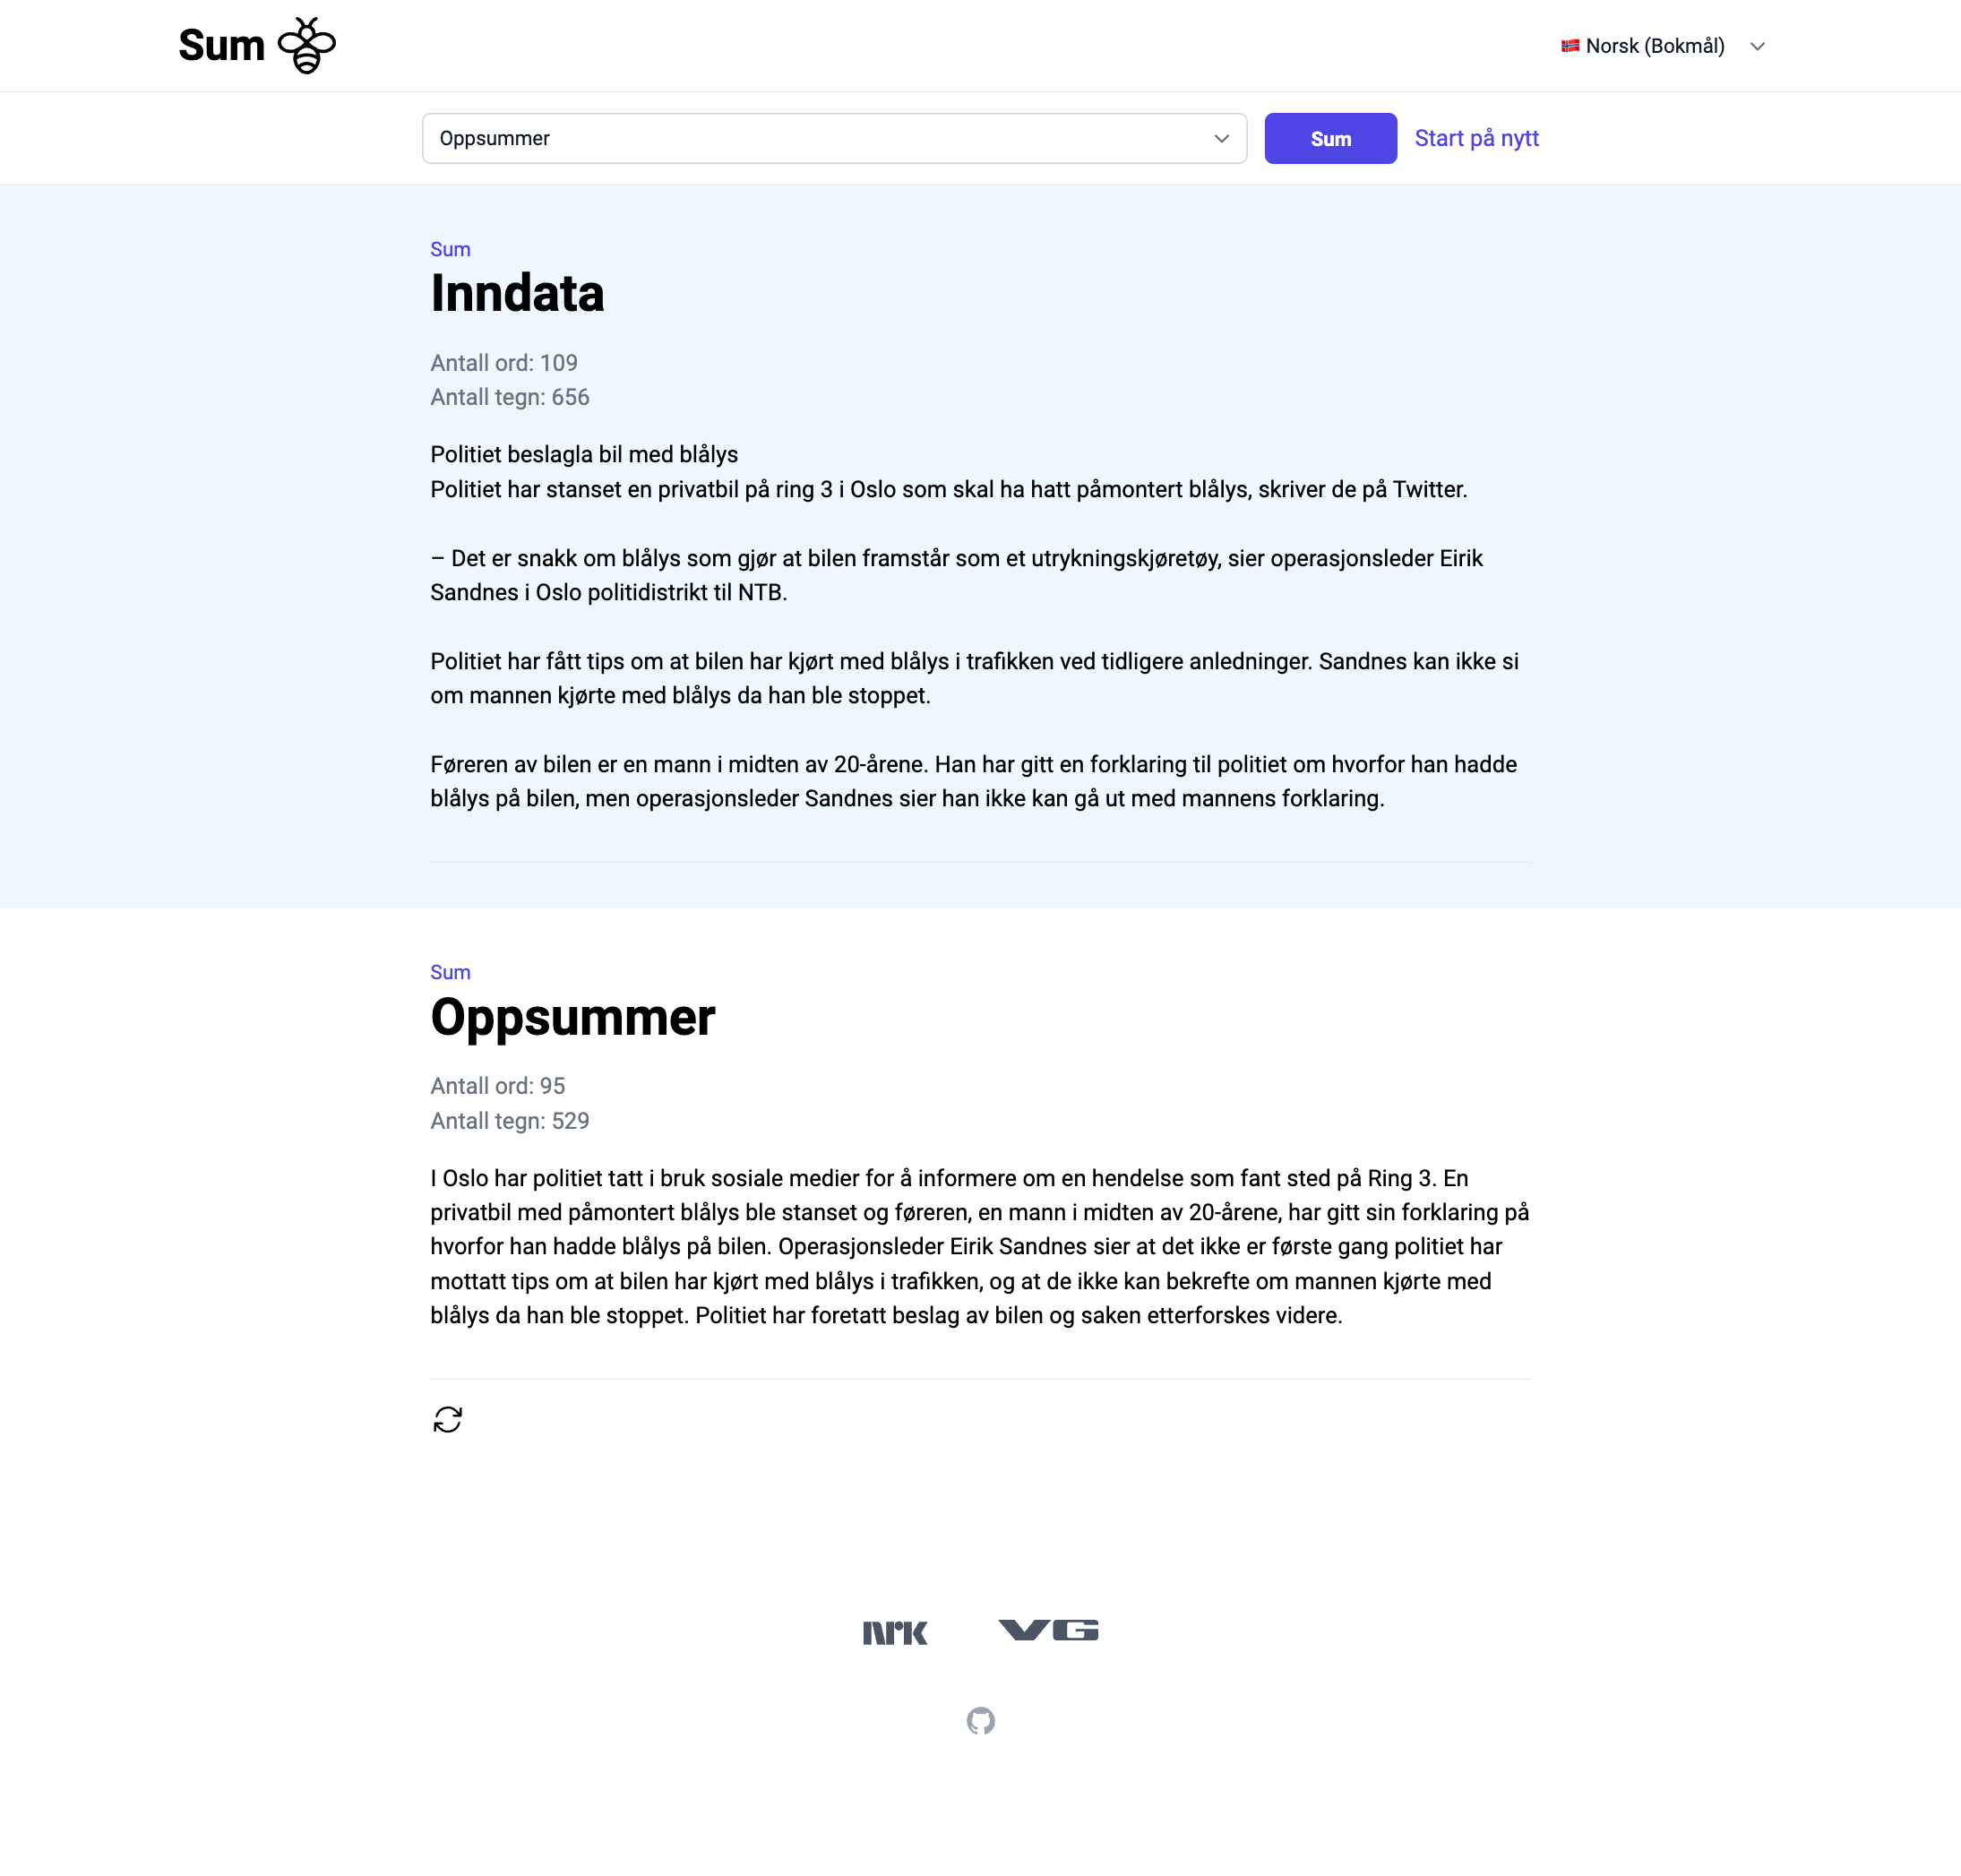 Sum
Norsk (Bokmål)
Oppsummer
Sum
Start på nytt
Sum
Inndata
Antall ord: 109
Antall tegn: 656
Politiet beslagla bil med blålys
Politiet har stanset en privatbil på ring 3 i Oslo som skal ha hatt påmontert blålys, skriver de på Twitter.
– Det er snakk om blålys som gjør at bilen framstår som et utrykningskjøretøy, sier operasjonsleder Eirik
Sandnes i Oslo politidistrikt til NTB.
Politiet har fått tips om at bilen har kjørt med blålys i trafikken ved tidligere anledninger. Sandnes kan ikke si
om mannen kjørte med blålys da han ble stoppet.
Føreren av bilen er en mann i midten av 20-årene. Han har gitt en forklaring til politiet om hvorfor han hadde
blålys på bilen, men operasjonsleder Sandnes sier han ikke kan gå ut med mannens forklaring.
Sum
Oppsummer
Antall ord: 95
Antall tegn: 529
I Oslo har politiet tatt i bruk sosiale medier for å informere om en hendelse som fant sted på Ring 3. En
privatbil med påmontert blålys ble stanset og føreren, en mann i midten av 20-årene, har gitt sin forklaring på
hvorfor han hadde blålys på bilen. Operasjonsleder Eirik Sandnes sier at det ikke er første gang politiet har
mottatt tips om at bilen har kjørt med blålys i trafikken, og at de ikke kan bekrefte om mannen kjørte med
blålys da han ble stoppet. Politiet har foretatt beslag av bilen og saken etterforskes videre.
nrk
VG